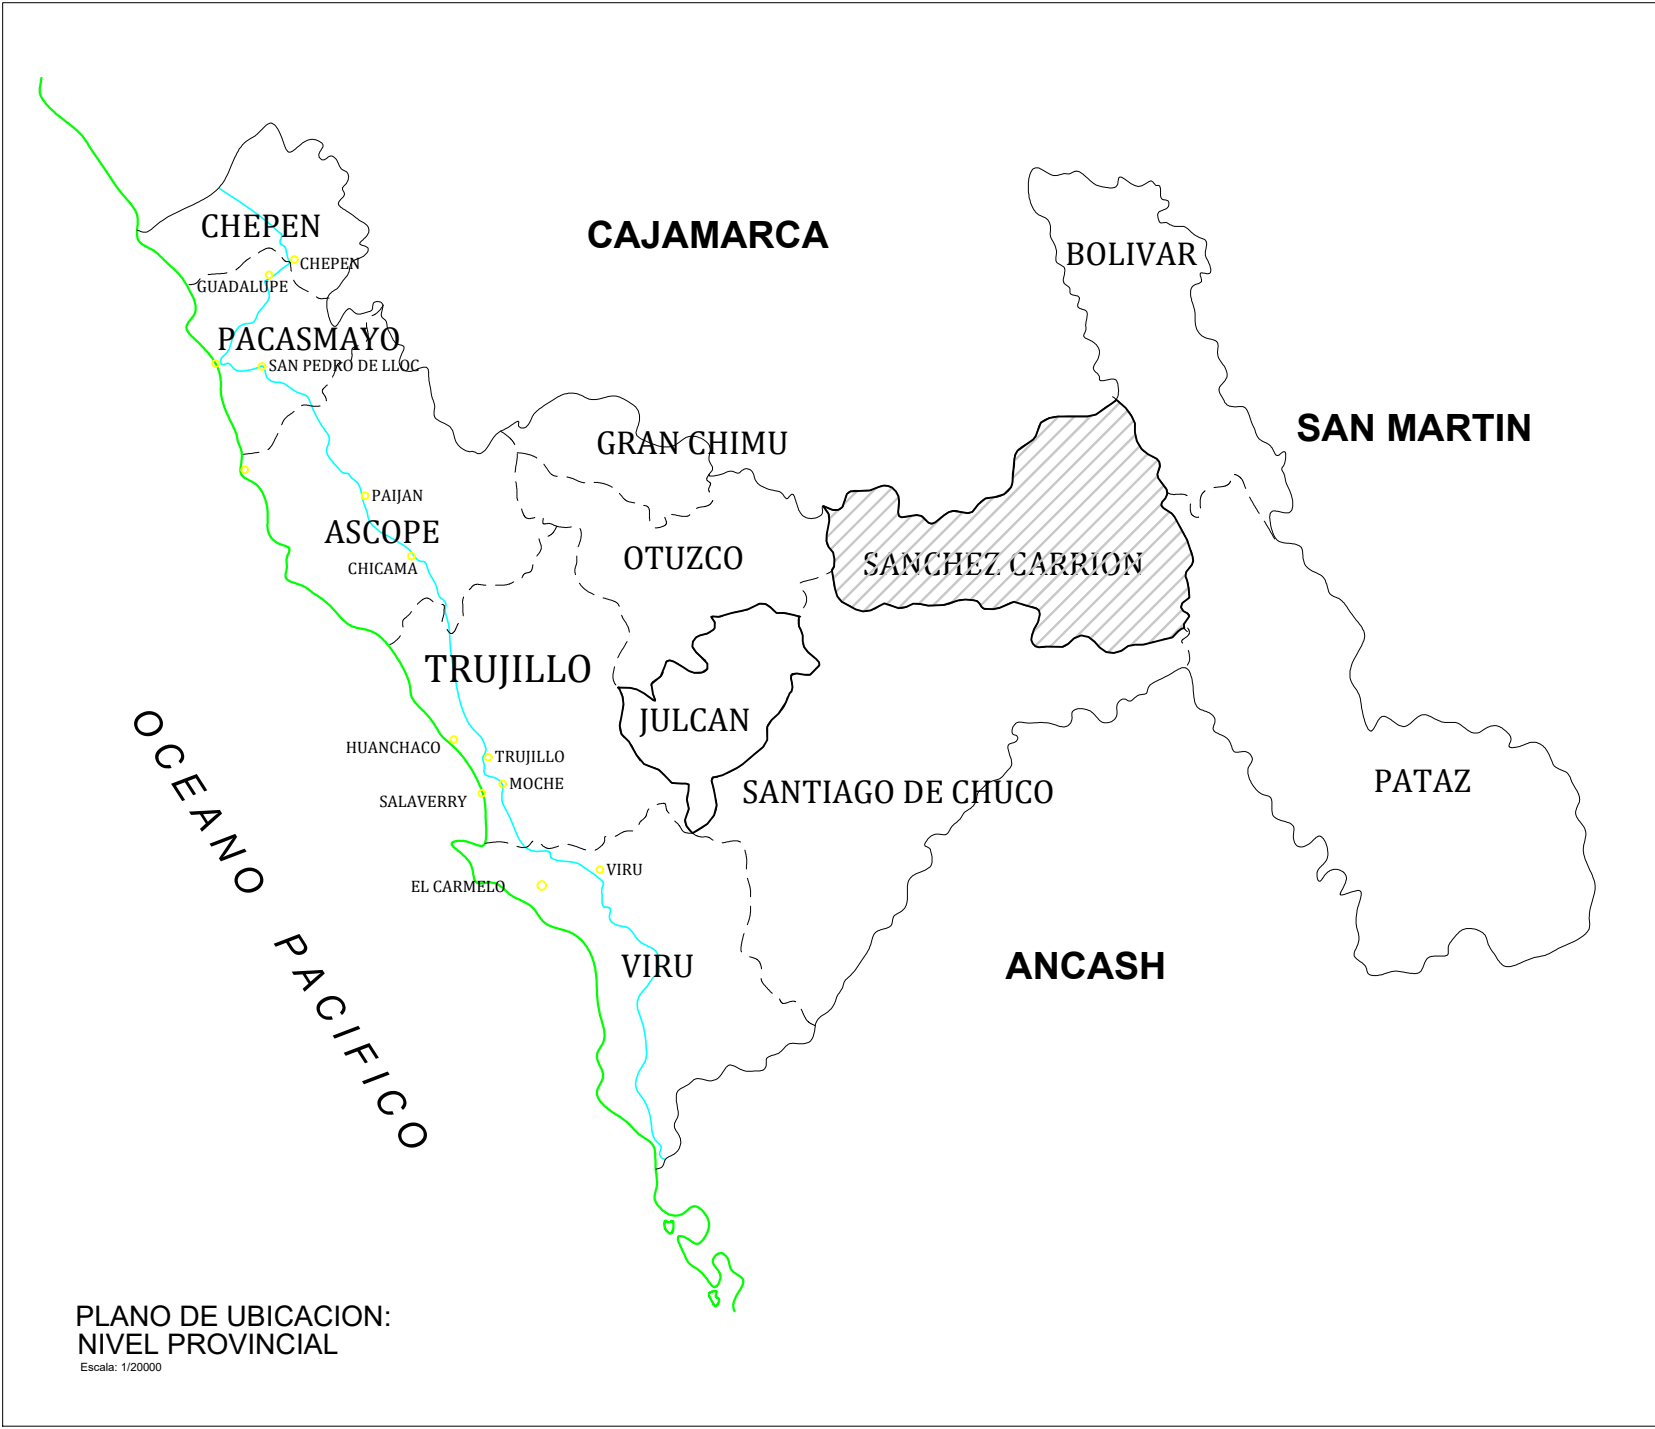 CAJAMARCA
CHEPEN
CHEPEN
GUADALUPE
BOLIVAR
PACASMAYO
SAN PEDRO DE LLOC
SAN MARTIN
GRAN CHIMU
PAIJAN
ASCOPE
CHICAMA
OTUZCO
SANCHEZ CARRION
TRUJILLO
JULCAN
HUANCHACO
TRUJILLO
MOCHE
SALAVERRY
SANTIAGO DE CHUCO
PATAZ
VIRU
EL CARMELO
VIRU
ANCASH
OCEANO PACIFICO
PLANO DE UBICACION:
NIVEL PROVINCIAL
Escala: 1/20000